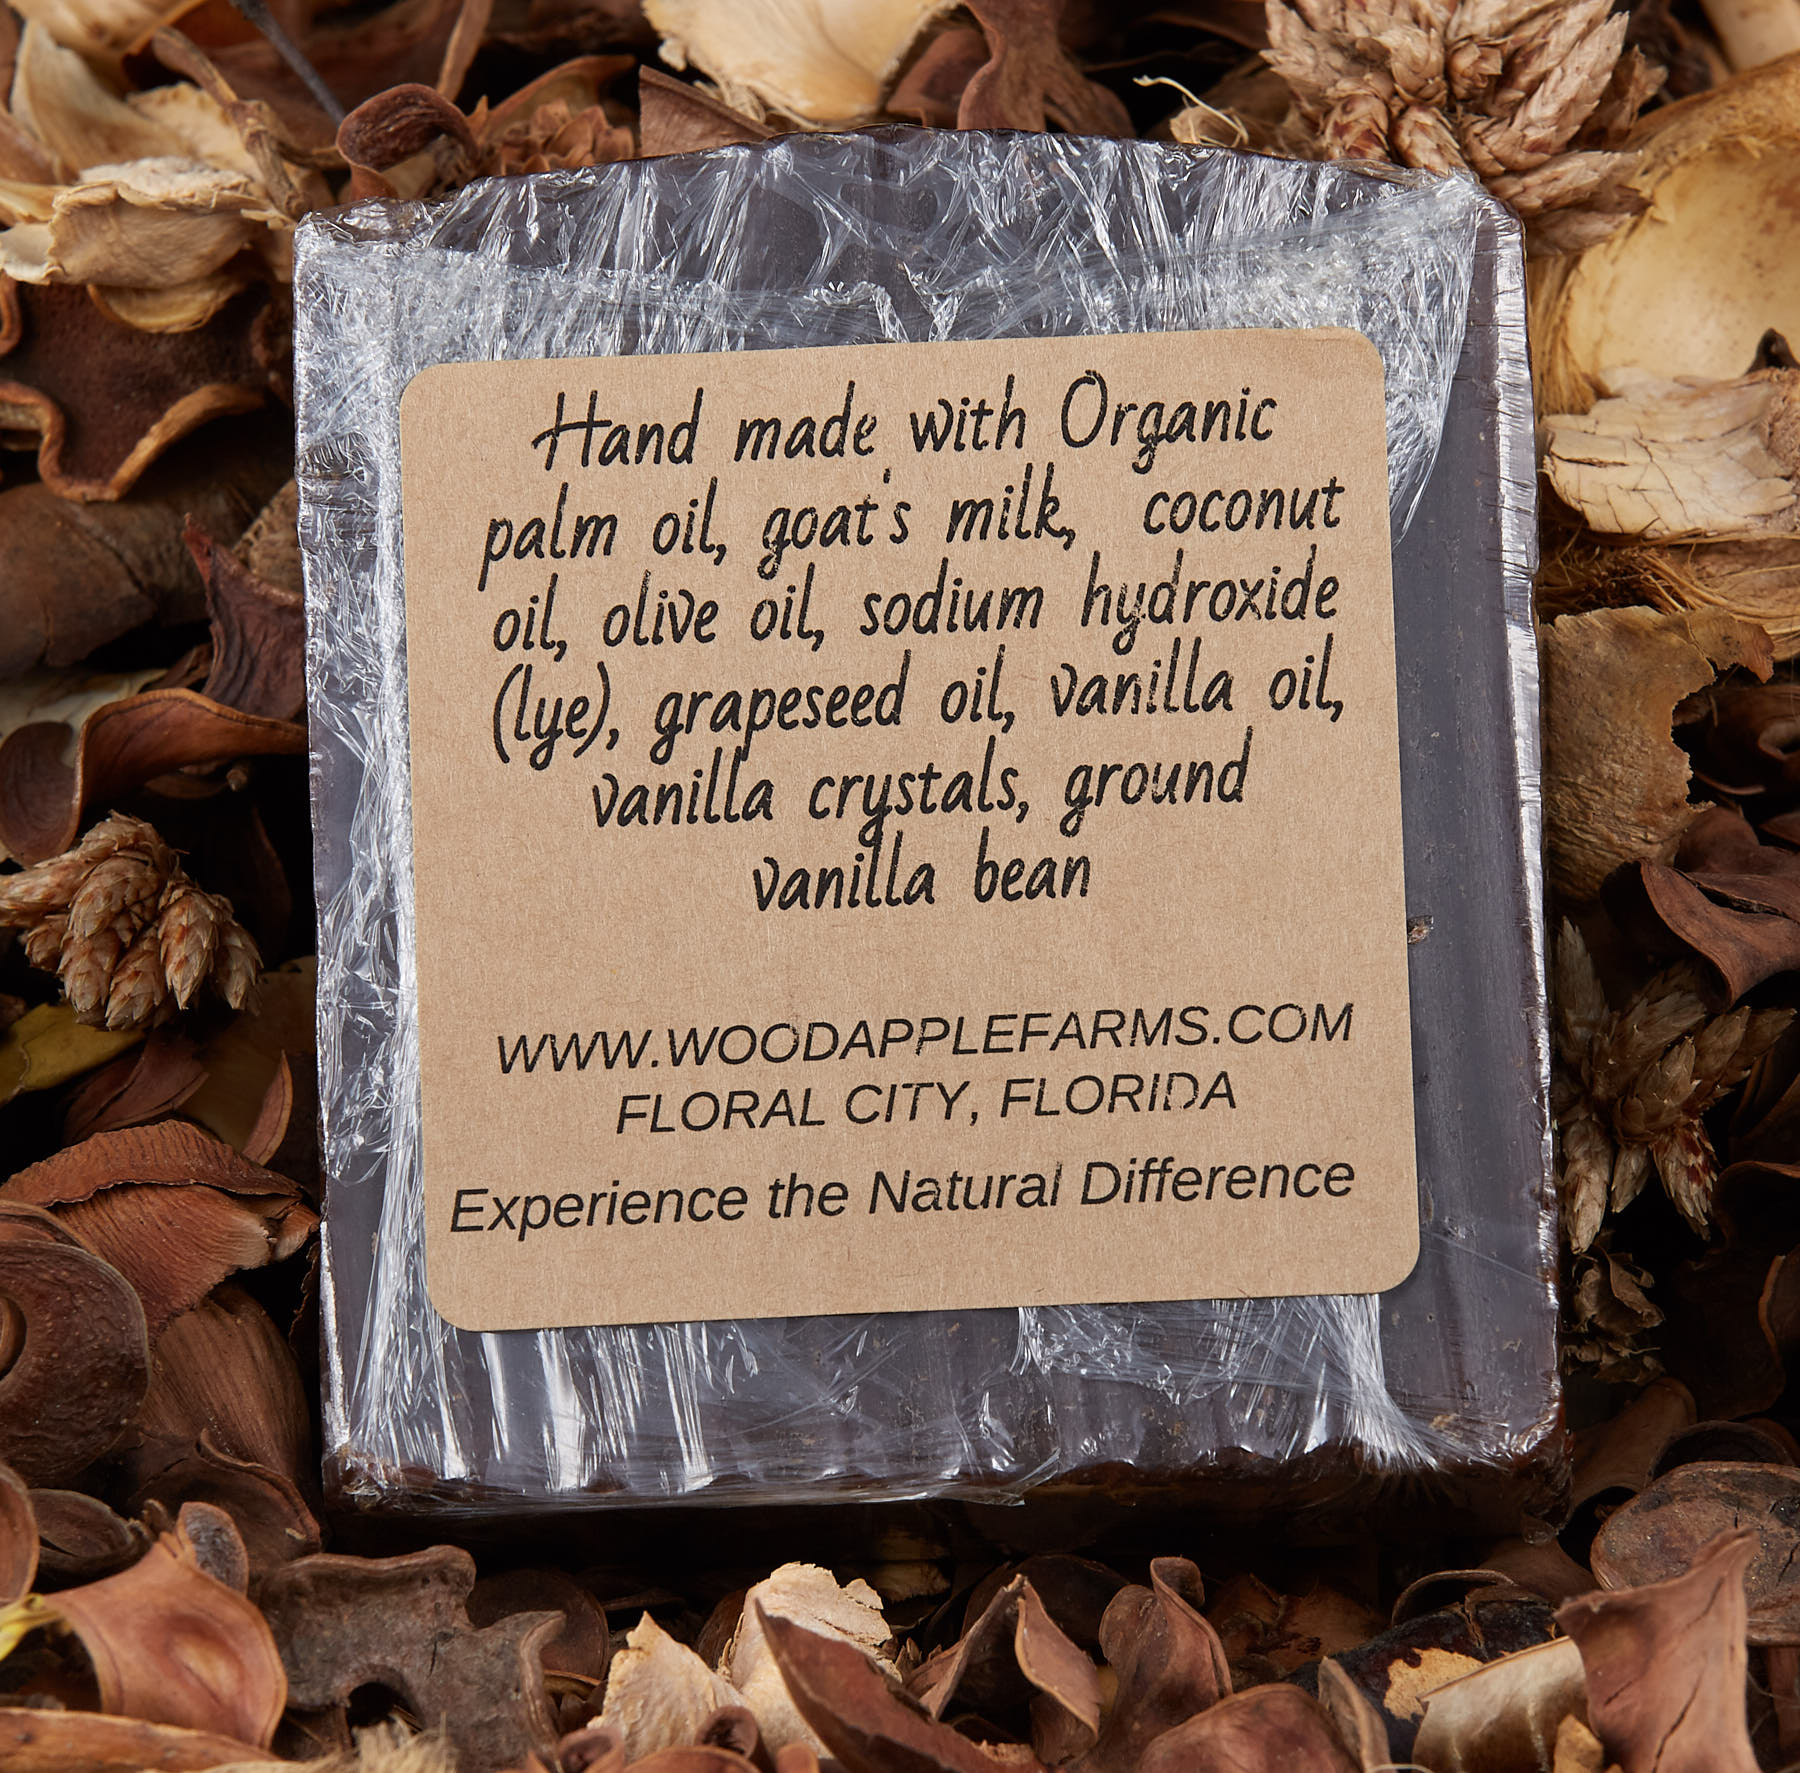 Hand made with Organic
palm oil, goat's milk, coconut
oil, olive oil, sodium hydroxide
(lye), grapeseed oil, vanilla oil,
vanilla crystals, ground
vanilla bean
WWW.WOODAPPLEFARMS.COM
FLORAL CITY, FLORIDA
Experience the Natural Difference